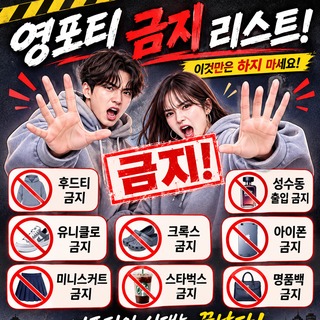 영포티 금지 리스트!
이것만은 하지 마세요!
금지!
후드티
금지
성수동
출입 금지
유니클로
금지
크록스
금지
아이폰
금지
미니스커트
금지
스타벅스
금지
명품백
금지